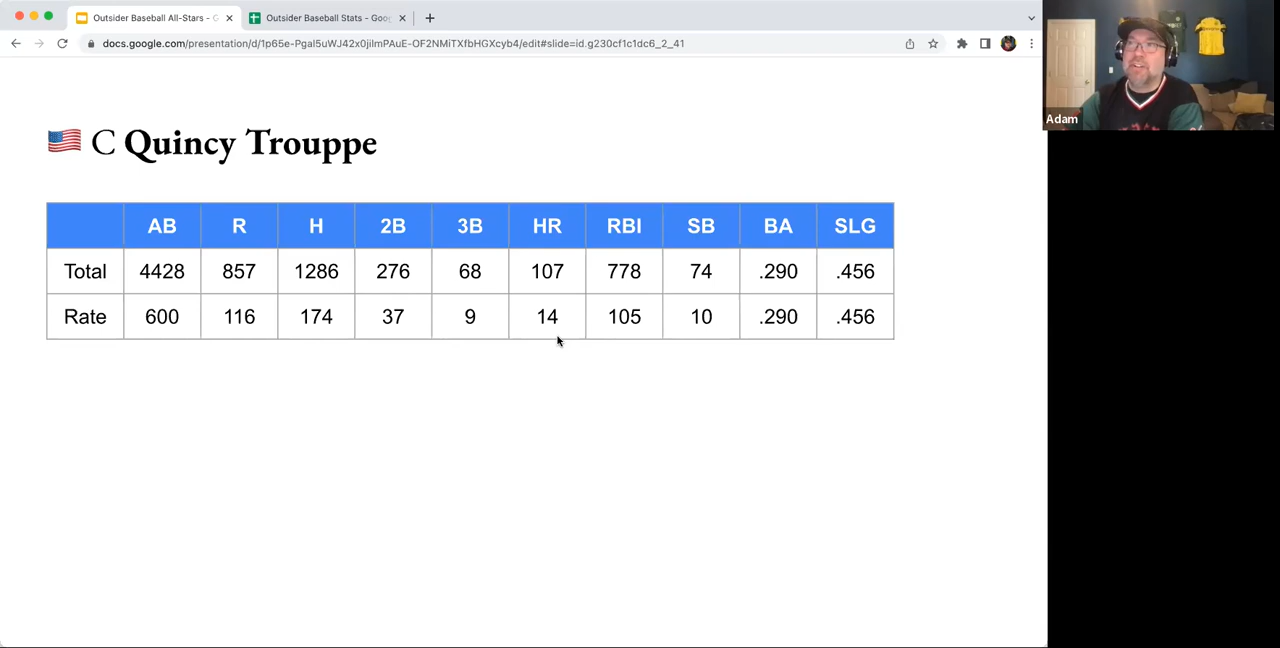 Outsider Baseball All-Stars - G
Outsider Baseball Stats - Goog
docs.google.com/presentation/d/1p65e-Pgal5uWJ42x0jilmPAuE-OF2NMiTXfbHGXcyb4/edit#slide=id.g230cf1c1dc6_2_41
Adam
C Quincy Trouppe
AB R H 2B 3B HR RBI SB BA SLG
Total 4428 857 1286 276 68 107 778 74 .290 .456
Rate 600 116 174 37 9 14 105 10 .290 .456